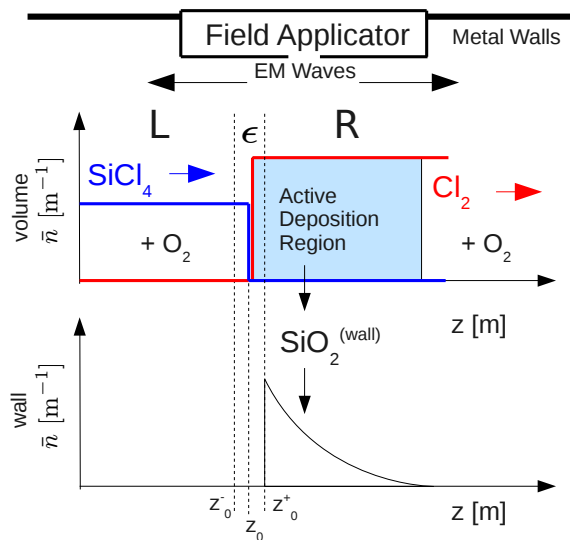 Field Applicator
Metal Walls
EM Waves
L
ϵ
R
SiCl₄
Cl₂
Active
Deposition
Region
+ O₂
+ O₂
volume
n̄ [m⁻¹]
z [m]
SiO₂ (wall)
wall
n̄ [m⁻¹]
z₀⁻
z₀
z₀⁺
z [m]